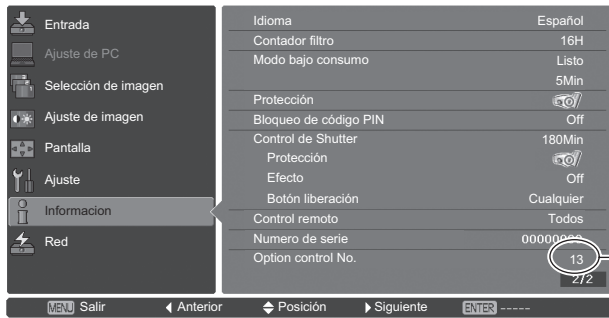 Entrada
Ajuste de PC
Selección de imagen
Ajuste de imagen
Pantalla
Ajuste
Informacion
Red
Idioma Español
Contador filtro 16H
Modo bajo consumo Listo
5Min
Protección
Bloqueo de código PIN Off
Control de Shutter 180Min
Protección
Efecto Off
Botón liberación Cualquier
Control remoto Todos
Numero de serie
Option control No. 13
2/2
MENU Salir Anterior Posición Siguiente ENTER -----